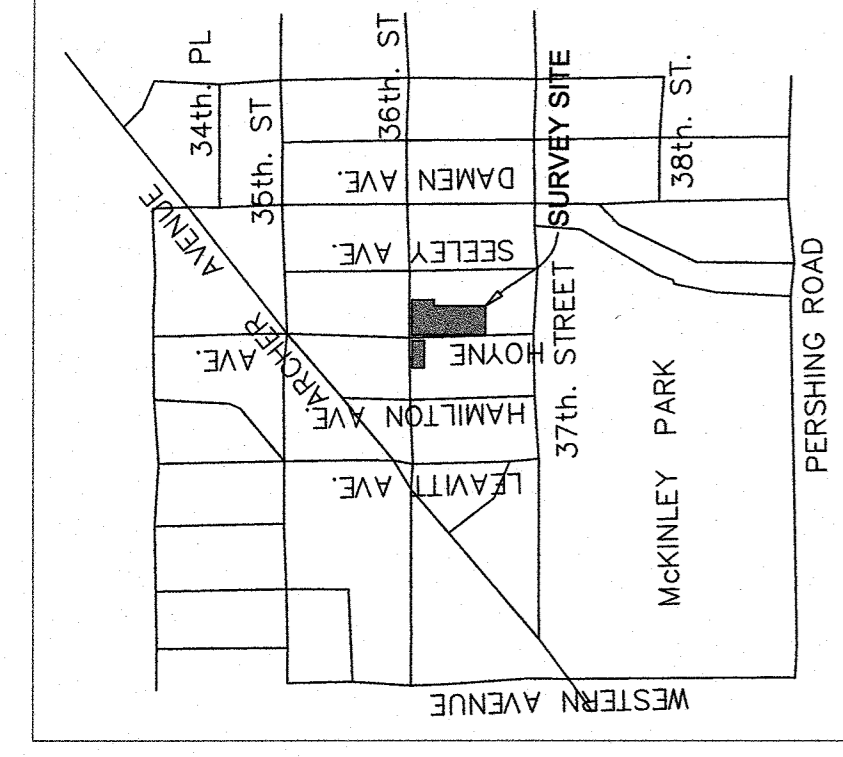 34th. PL
35th. ST
36th. ST
DAMEN AVE.
SURVEY SITE
38th. ST.
ARCHER AVENUE
SEELEY AVE.
HOYNE AVE.
37th. STREET
HAMILTON AVE.
LEAVITT AVE.
McKINLEY PARK
PERSHING ROAD
WESTERN AVENUE